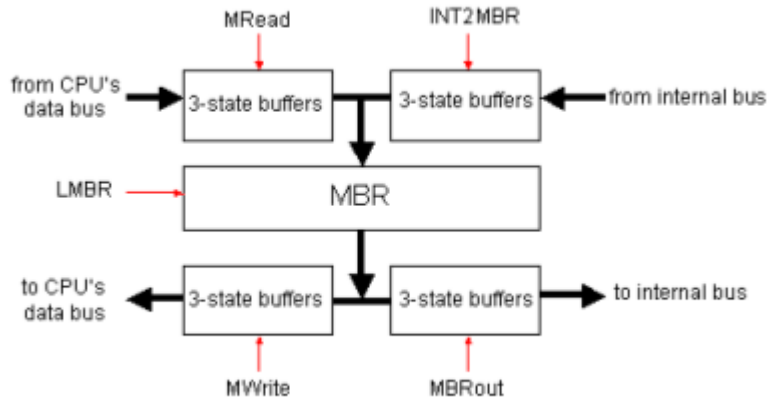 MRead
INT2MBR
from CPU's
data bus
3-state buffers
3-state buffers
from internal bus
LMBR
MBR
to CPU's
data bus
3-state buffers
3-state buffers
to internal bus
MWrite
MBRout